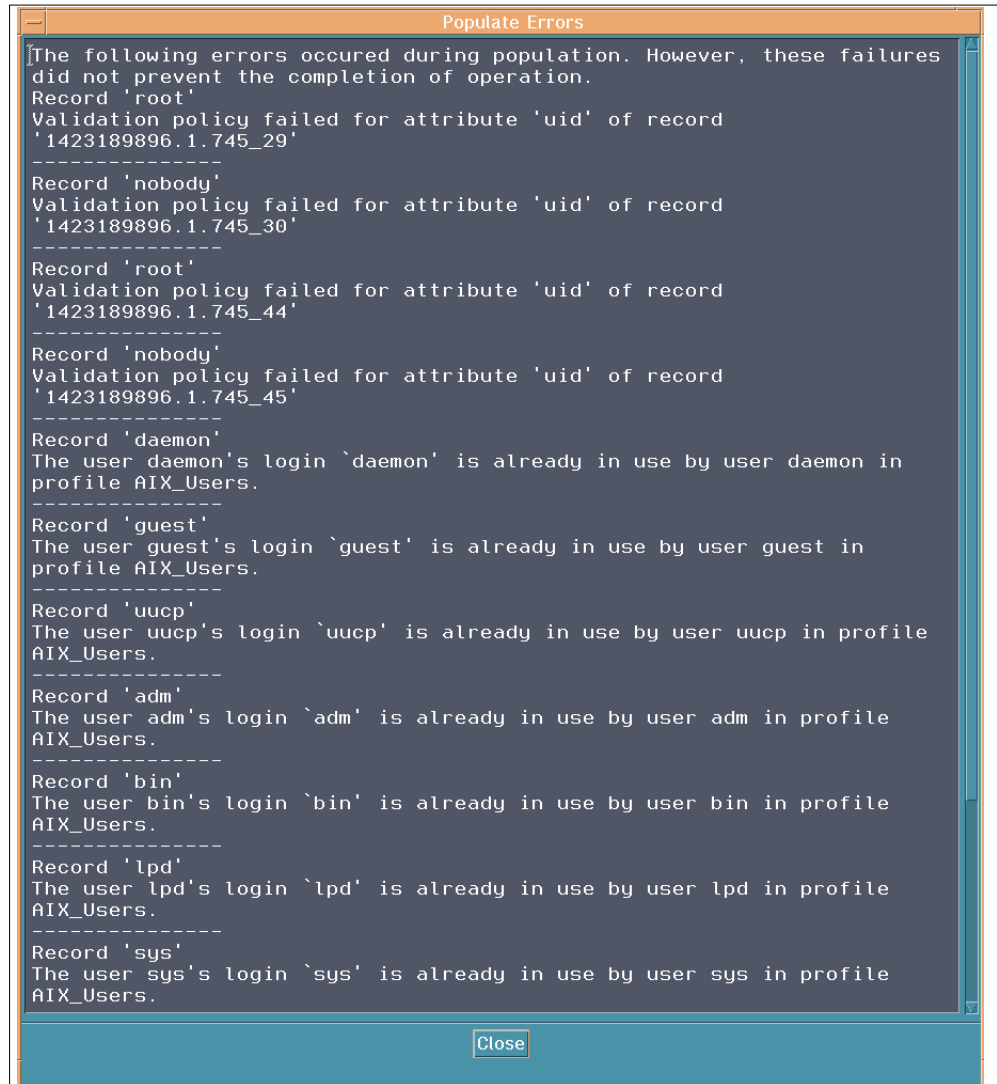 Populate Errors
The following errors occured during population. However, these failures
did not prevent the completion of operation.
Record 'root'
Validation policy failed for attribute 'uid' of record
'1423189896.1.745_29'
---------------
Record 'nobody'
Validation policy failed for attribute 'uid' of record
'1423189896.1.745_30'
---------------
Record 'root'
Validation policy failed for attribute 'uid' of record
'1423189896.1.745_44'
---------------
Record 'nobody'
Validation policy failed for attribute 'uid' of record
'1423189896.1.745_45'
---------------
Record 'daemon'
The user daemon's login `daemon' is already in use by user daemon in
profile AIX_Users.
---------------
Record 'guest'
The user guest's login `guest' is already in use by user guest in
profile AIX_Users.
---------------
Record 'uucp'
The user uucp's login `uucp' is already in use by user uucp in profile
AIX_Users.
---------------
Record 'adm'
The user adm's login `adm' is already in use by user adm in profile
AIX_Users.
---------------
Record 'bin'
The user bin's login `bin' is already in use by user bin in profile
AIX_Users.
---------------
Record 'lpd'
The user lpd's login `lpd' is already in use by user lpd in profile
AIX_Users.
---------------
Record 'sys'
The user sys's login `sys' is already in use by user sys in profile
AIX_Users.
Close